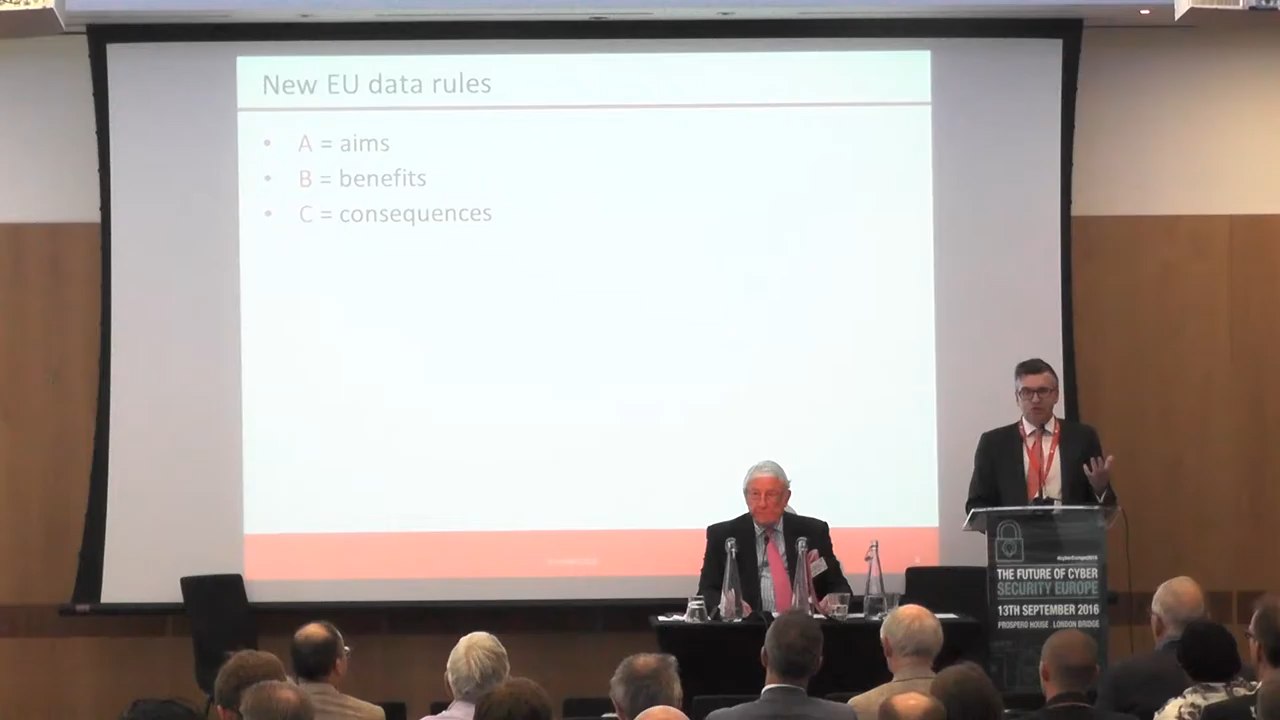 New EU data rules
• A = aims
• B = benefits
• C = consequences
#cyberEurope2016
THE FUTURE OF CYBER
SECURITY EUROPE
13TH SEPTEMBER 2016
PROSPERO HOUSE . LONDON BRIDGE